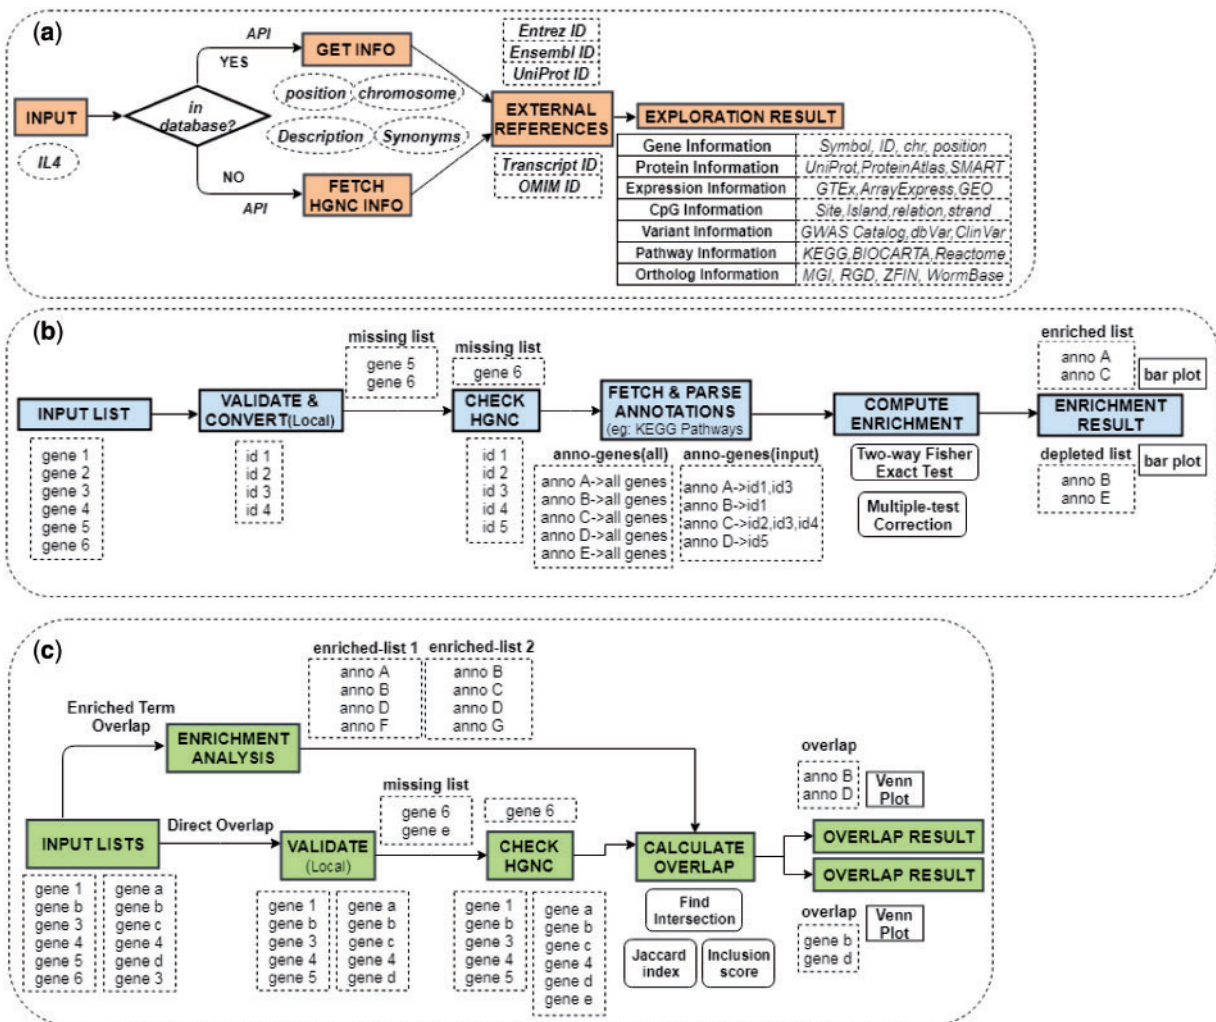 (a)
API
YES
GET INFO
Entrez ID
Ensembl ID
UniProt ID
position
chromosome
in
database?
INPUT
IL4
Description
Synonyms
EXTERNAL
REFERENCES
EXPLORATION RESULT
NO
API
FETCH
HGNC INFO
Transcript ID
OMIM ID
Gene Information
Symbol, ID, chr, position
Protein Information
UniProt,ProteinAtlas,SMART
Expression Information
GTEx,ArrayExpress,GEO
CpG Information
Site,Island,relation,strand
Variant Information
GWAS Catalog,dbVar,ClinVar
Pathway Information
KEGG,BIOCARTA,Reactome
Ortholog Information
MGI, RGD, ZFIN, WormBase
(b)
INPUT LIST
gene 1
gene 2
gene 3
gene 4
gene 5
gene 6
VALIDATE &
CONVERT(Local)
id 1
id 2
id 3
id 4
missing list
gene 5
gene 6
missing list
gene 6
CHECK
HGNC
id 1
id 2
id 3
id 4
id 5
FETCH & PARSE
ANNOTATIONS
(eg: KEGG Pathways
anno-genes(all)
anno A->all genes
anno B->all genes
anno C->all genes
anno D->all genes
anno E->all genes
anno-genes(input)
anno A->id1,id3
anno B->id1
anno C->id2,id3,id4
anno D->id5
COMPUTE
ENRICHMENT
Two-way Fisher
Exact Test
Multiple-test
Correction
enriched list
anno A
anno C
bar plot
ENRICHMENT
RESULT
depleted list
anno B
anno E
bar plot
(c)
Enriched Term
Overlap
ENRICHMENT
ANALYSIS
enriched-list 1
anno A
anno B
anno D
anno F
enriched-list 2
anno B
anno C
anno D
anno G
INPUT LISTS
gene 1
gene b
gene 3
gene 4
gene 5
gene 6
gene a
gene b
gene c
gene 4
gene d
gene 3
Direct Overlap
VALIDATE
(Local)
gene 1
gene b
gene 3
gene 4
gene 5
gene a
gene b
gene c
gene 4
gene d
missing list
gene 6
gene e
gene 6
CHECK
HGNC
gene 1
gene b
gene 3
gene 4
gene 5
gene a
gene b
gene c
gene 4
gene d
gene e
CALCULATE
OVERLAP
Find
Intersection
Jaccard
index
Inclusion
score
overlap
anno B
anno D
Venn
Plot
OVERLAP RESULT
OVERLAP RESULT
overlap
gene b
gene d
Venn
Plot